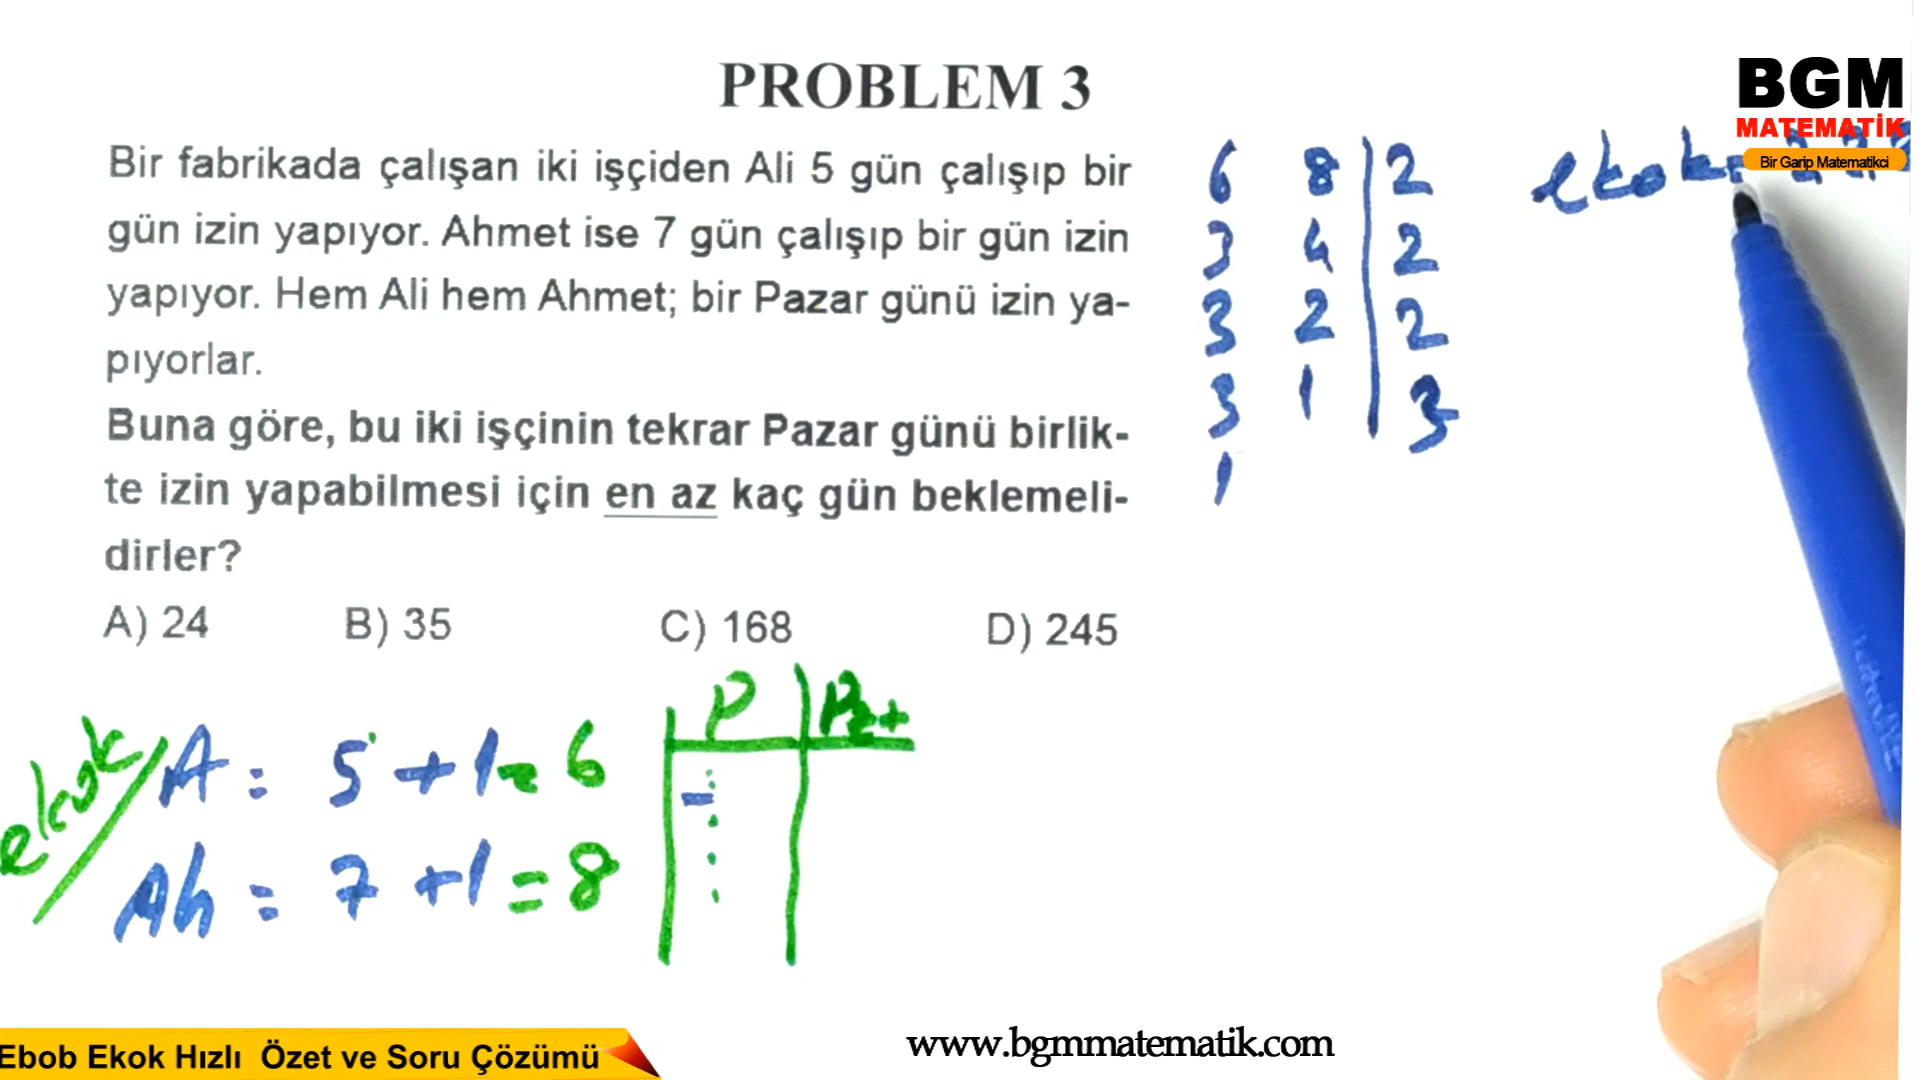 PROBLEM 3
Bir fabrikada çalışan iki işçiden Ali 5 gün çalışıp bir
gün izin yapıyor. Ahmet ise 7 gün çalışıp bir gün izin
yapıyor. Hem Ali hem Ahmet; bir Pazar günü izin ya-
pıyorlar.
Buna göre, bu iki işçinin tekrar Pazar günü birlik-
te izin yapabilmesi için en az kaç gün beklemeli-
dirler?
A) 24 B) 35 C) 168 D) 245
6 8 2
3 4 2
3 2 2
3 1 3
1
ekok=
BGM
MATEMATİK
Bir Garip Matematikci
ekok
A = 5 + 1 = 6
Ah = 7 + 1 = 8
P Pzt
Ebob Ekok Hızlı Özet ve Soru Çözümü
www.bgmmatematik.com